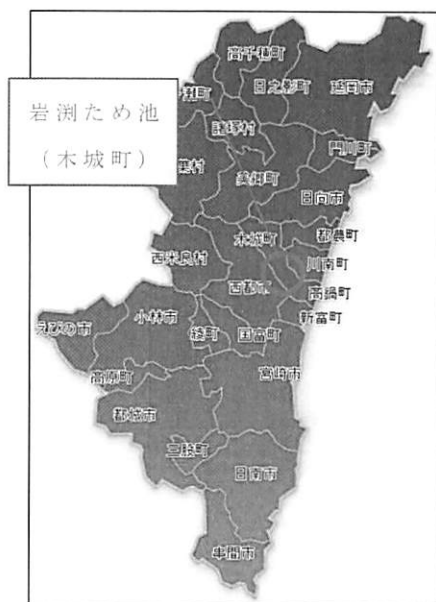 高千穂町
日之影町
延岡市
岩渕ため池
(木城町)
諸塚村
門川町
美郷町
日向市
木城町
都農町
西米良村
川南町
西都市
高鍋町
新富町
小林市
えびの市
綾町
国富町
高原町
宮崎市
都城市
三股町
日南市
串間市